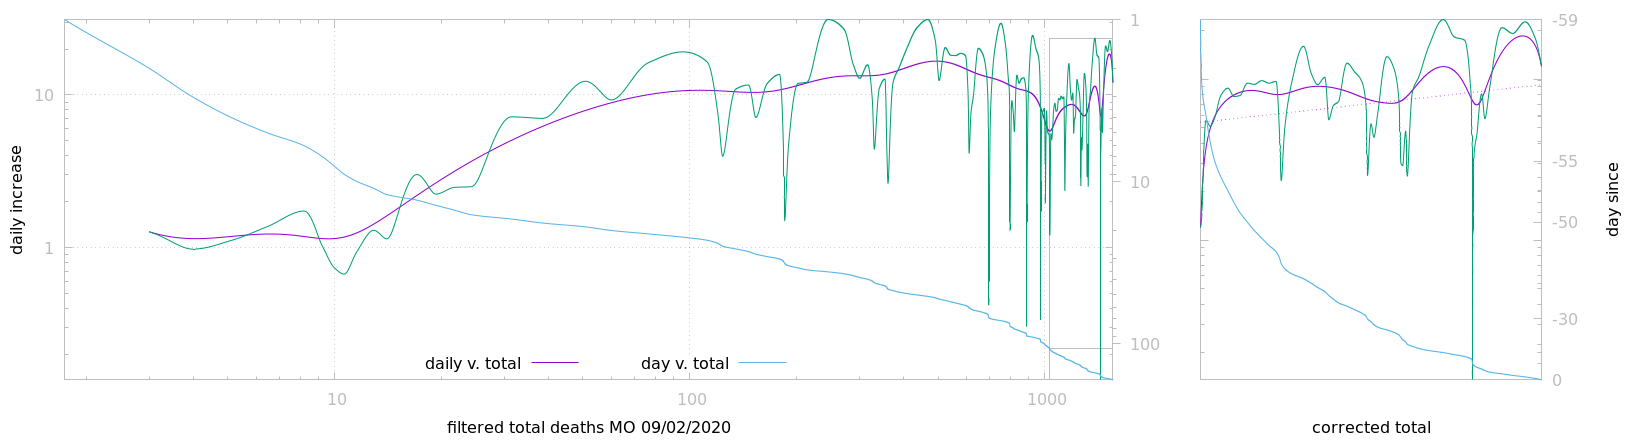 daily increase
10
1
daily v. total
day v. total
10
100
1000
filtered total deaths MO 09/02/2020
1
10
100
-59
-55
-50
-30
0
day since
corrected total